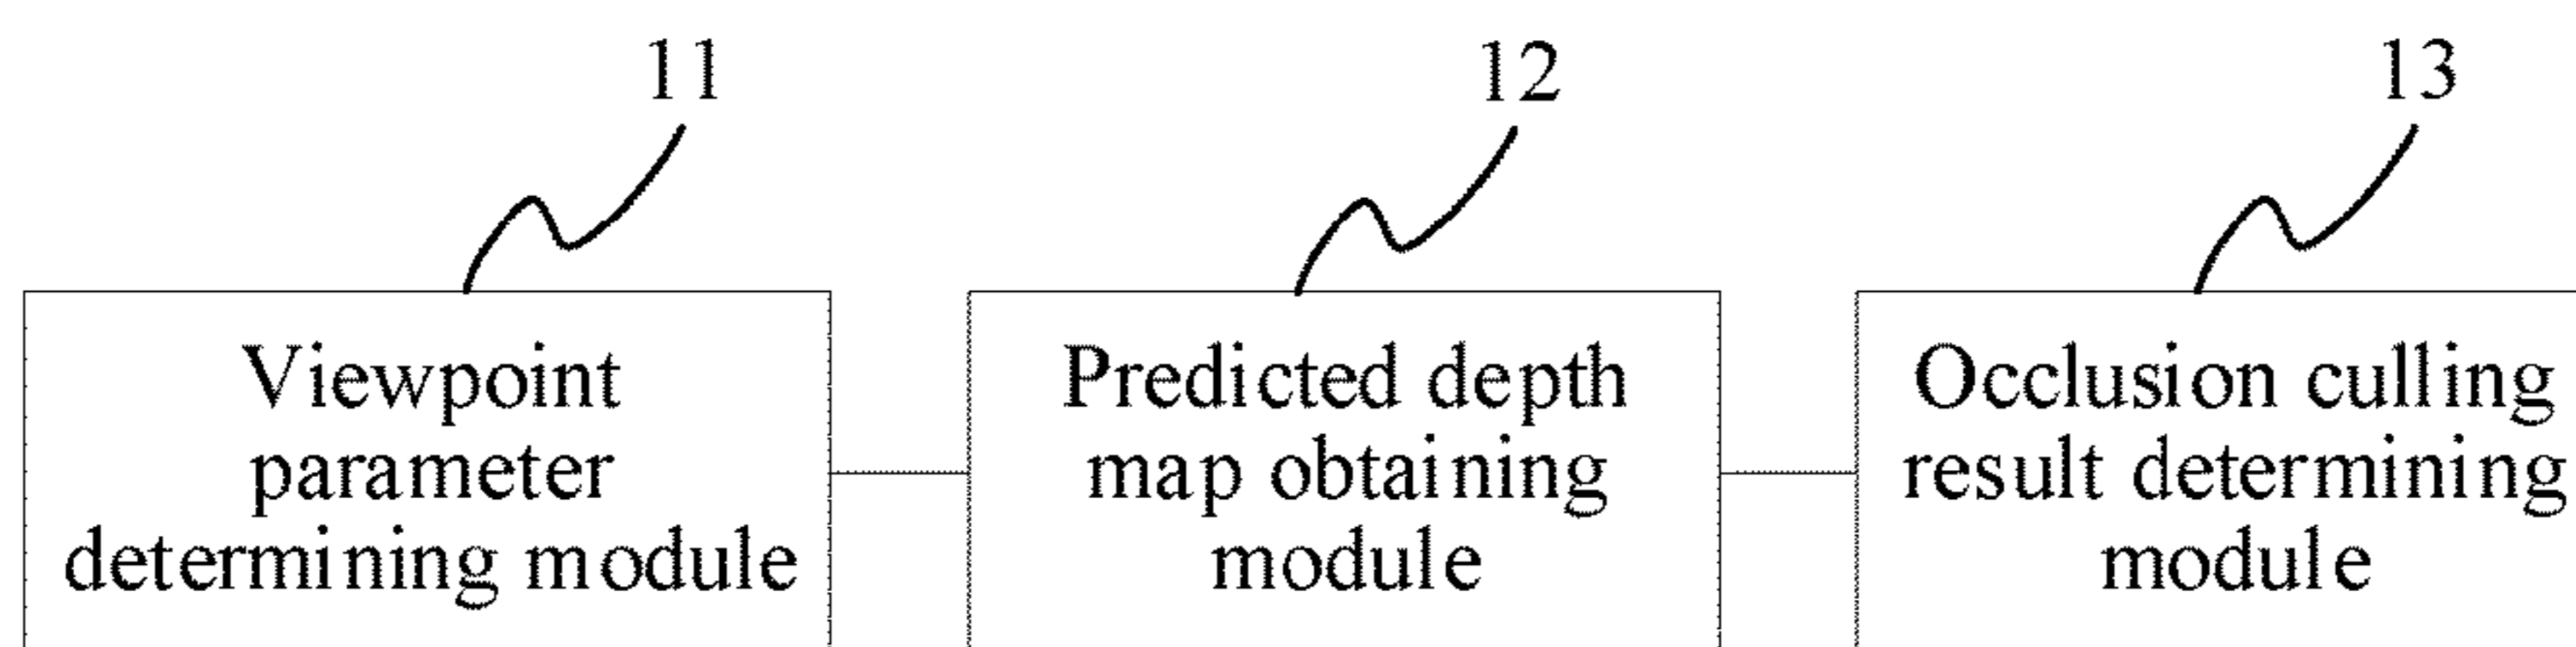 11
12
13
Viewpoint
parameter
determining module
Predicted depth
map obtaining
module
Occlusion culling
result determining
module